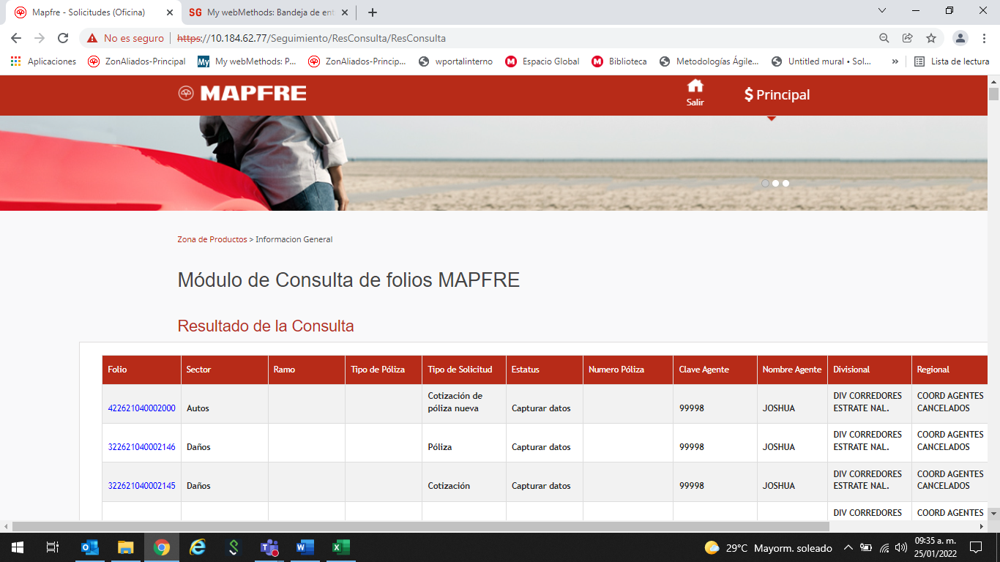 Mapfre - Solicitudes (Oficina)
SG My webMethods: Bandeja de ent
No es seguro https://10.184.62.77/Seguimiento/ResConsulta/ResConsulta
Aplicaciones ZonAliados-Principal My My webMethods: P... ZonAliados-Princip... wportalinterno Espacio Global Biblioteca Metodologías Ágile... Untitled mural • Sol... » Lista de lectura
MAPFRE
Salir
$ Principal
Zona de Productos > Informacion General
Módulo de Consulta de folios MAPFRE
Resultado de la Consulta
Folio Sector Ramo Tipo de Póliza Tipo de Solicitud Estatus Numero Póliza Clave Agente Nombre Agente Divisional Regional
Cotización de DIV CORREDORES COORD AGENTES
422621040002000 Autos póliza nueva Capturar datos 99998 JOSHUA ESTRATE NAL. CANCELADOS
DIV CORREDORES COORD AGENTES
322621040002146 Daños Póliza Capturar datos 99998 JOSHUA ESTRATE NAL. CANCELADOS
DIV CORREDORES COORD AGENTES
322621040002145 Daños Cotización Capturar datos 99998 JOSHUA ESTRATE NAL. CANCELADOS
DIV CORREDORES COORD AGENTES
29°C Mayorm. soleado
09:35 a. m.
25/01/2022